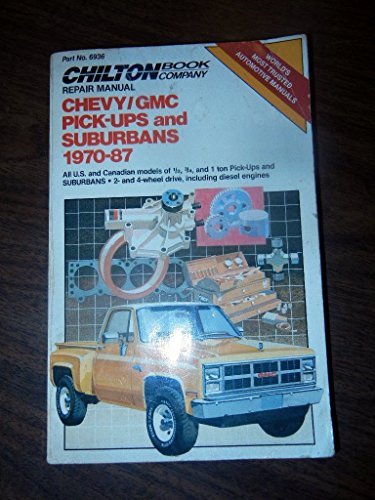 Part No. 6936
CHILTON BOOK COMPANY
REPAIR MANUAL
WORLD'S
MOST TRUSTED
AUTOMOTIVE MANUALS
CHEVY/GMC
PICK-UPS and
SUBURBANS
1970-87
All U.S. and Canadian models of 1/2, 3/4, and 1 ton Pick-Ups and
SUBURBANS • 2- and 4-wheel drive, including diesel engines
GMC